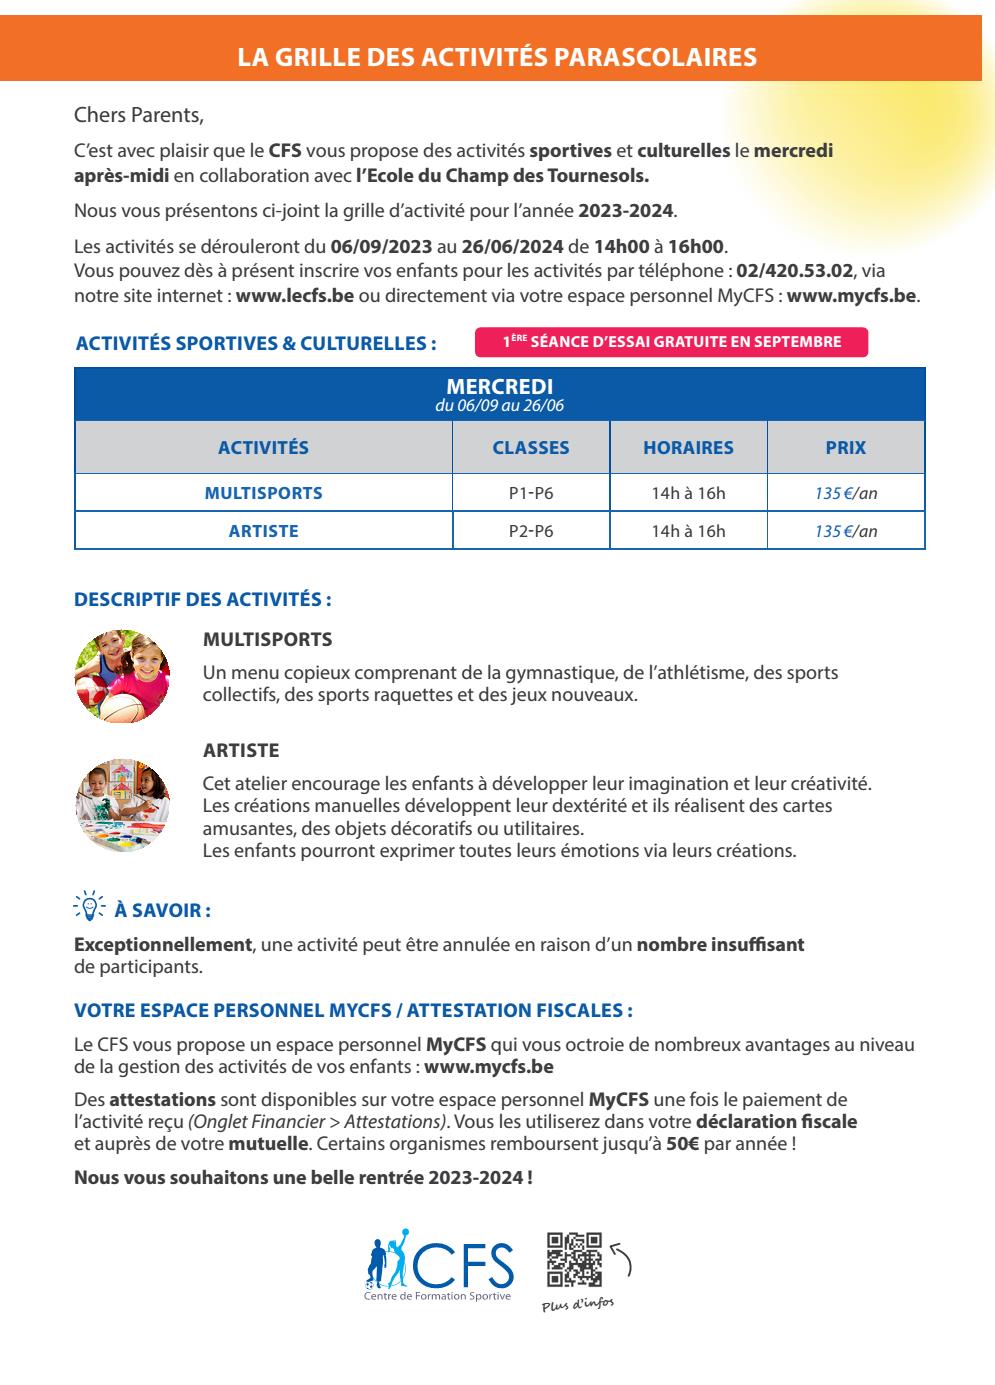 LA GRILLE DES ACTIVITÉS PARASCOLAIRES
Chers Parents,
C’est avec plaisir que le CFS vous propose des activités sportives et culturelles le mercredi
après-midi en collaboration avec l’Ecole du Champ des Tournesols.
Nous vous présentons ci-joint la grille d’activité pour l’année 2023-2024.
Les activités se dérouleront du 06/09/2023 au 26/06/2024 de 14h00 à 16h00.
Vous pouvez dès à présent inscrire vos enfants pour les activités par téléphone : 02/420.53.02, via
notre site internet : www.lecfs.be ou directement via votre espace personnel MyCFS : www.mycfs.be.
ACTIVITÉS SPORTIVES & CULTURELLES :
1ÈRE SÉANCE D’ESSAI GRATUITE EN SEPTEMBRE
MERCREDI
du 06/09 au 26/06
ACTIVITÉS CLASSES HORAIRES PRIX
MULTISPORTS P1-P6 14h à 16h 135 €/an
ARTISTE P2-P6 14h à 16h 135 €/an
DESCRIPTIF DES ACTIVITÉS :
MULTISPORTS
Un menu copieux comprenant de la gymnastique, de l’athlétisme, des sports
collectifs, des sports raquettes et des jeux nouveaux.
ARTISTE
Cet atelier encourage les enfants à développer leur imagination et leur créativité.
Les créations manuelles développent leur dextérité et ils réalisent des cartes
amusantes, des objets décoratifs ou utilitaires.
Les enfants pourront exprimer toutes leurs émotions via leurs créations.
À SAVOIR :
Exceptionnellement, une activité peut être annulée en raison d’un nombre insuffisant
de participants.
VOTRE ESPACE PERSONNEL MYCFS / ATTESTATION FISCALES :
Le CFS vous propose un espace personnel MyCFS qui vous octroie de nombreux avantages au niveau
de la gestion des activités de vos enfants : www.mycfs.be
Des attestations sont disponibles sur votre espace personnel MyCFS une fois le paiement de
l’activité reçu (Onglet Financier > Attestations). Vous les utiliserez dans votre déclaration fiscale
et auprès de votre mutuelle. Certains organismes remboursent jusqu’à 50€ par année !
Nous vous souhaitons une belle rentrée 2023-2024 !
CFS
Centre de Formation Sportive
Plus d’infos